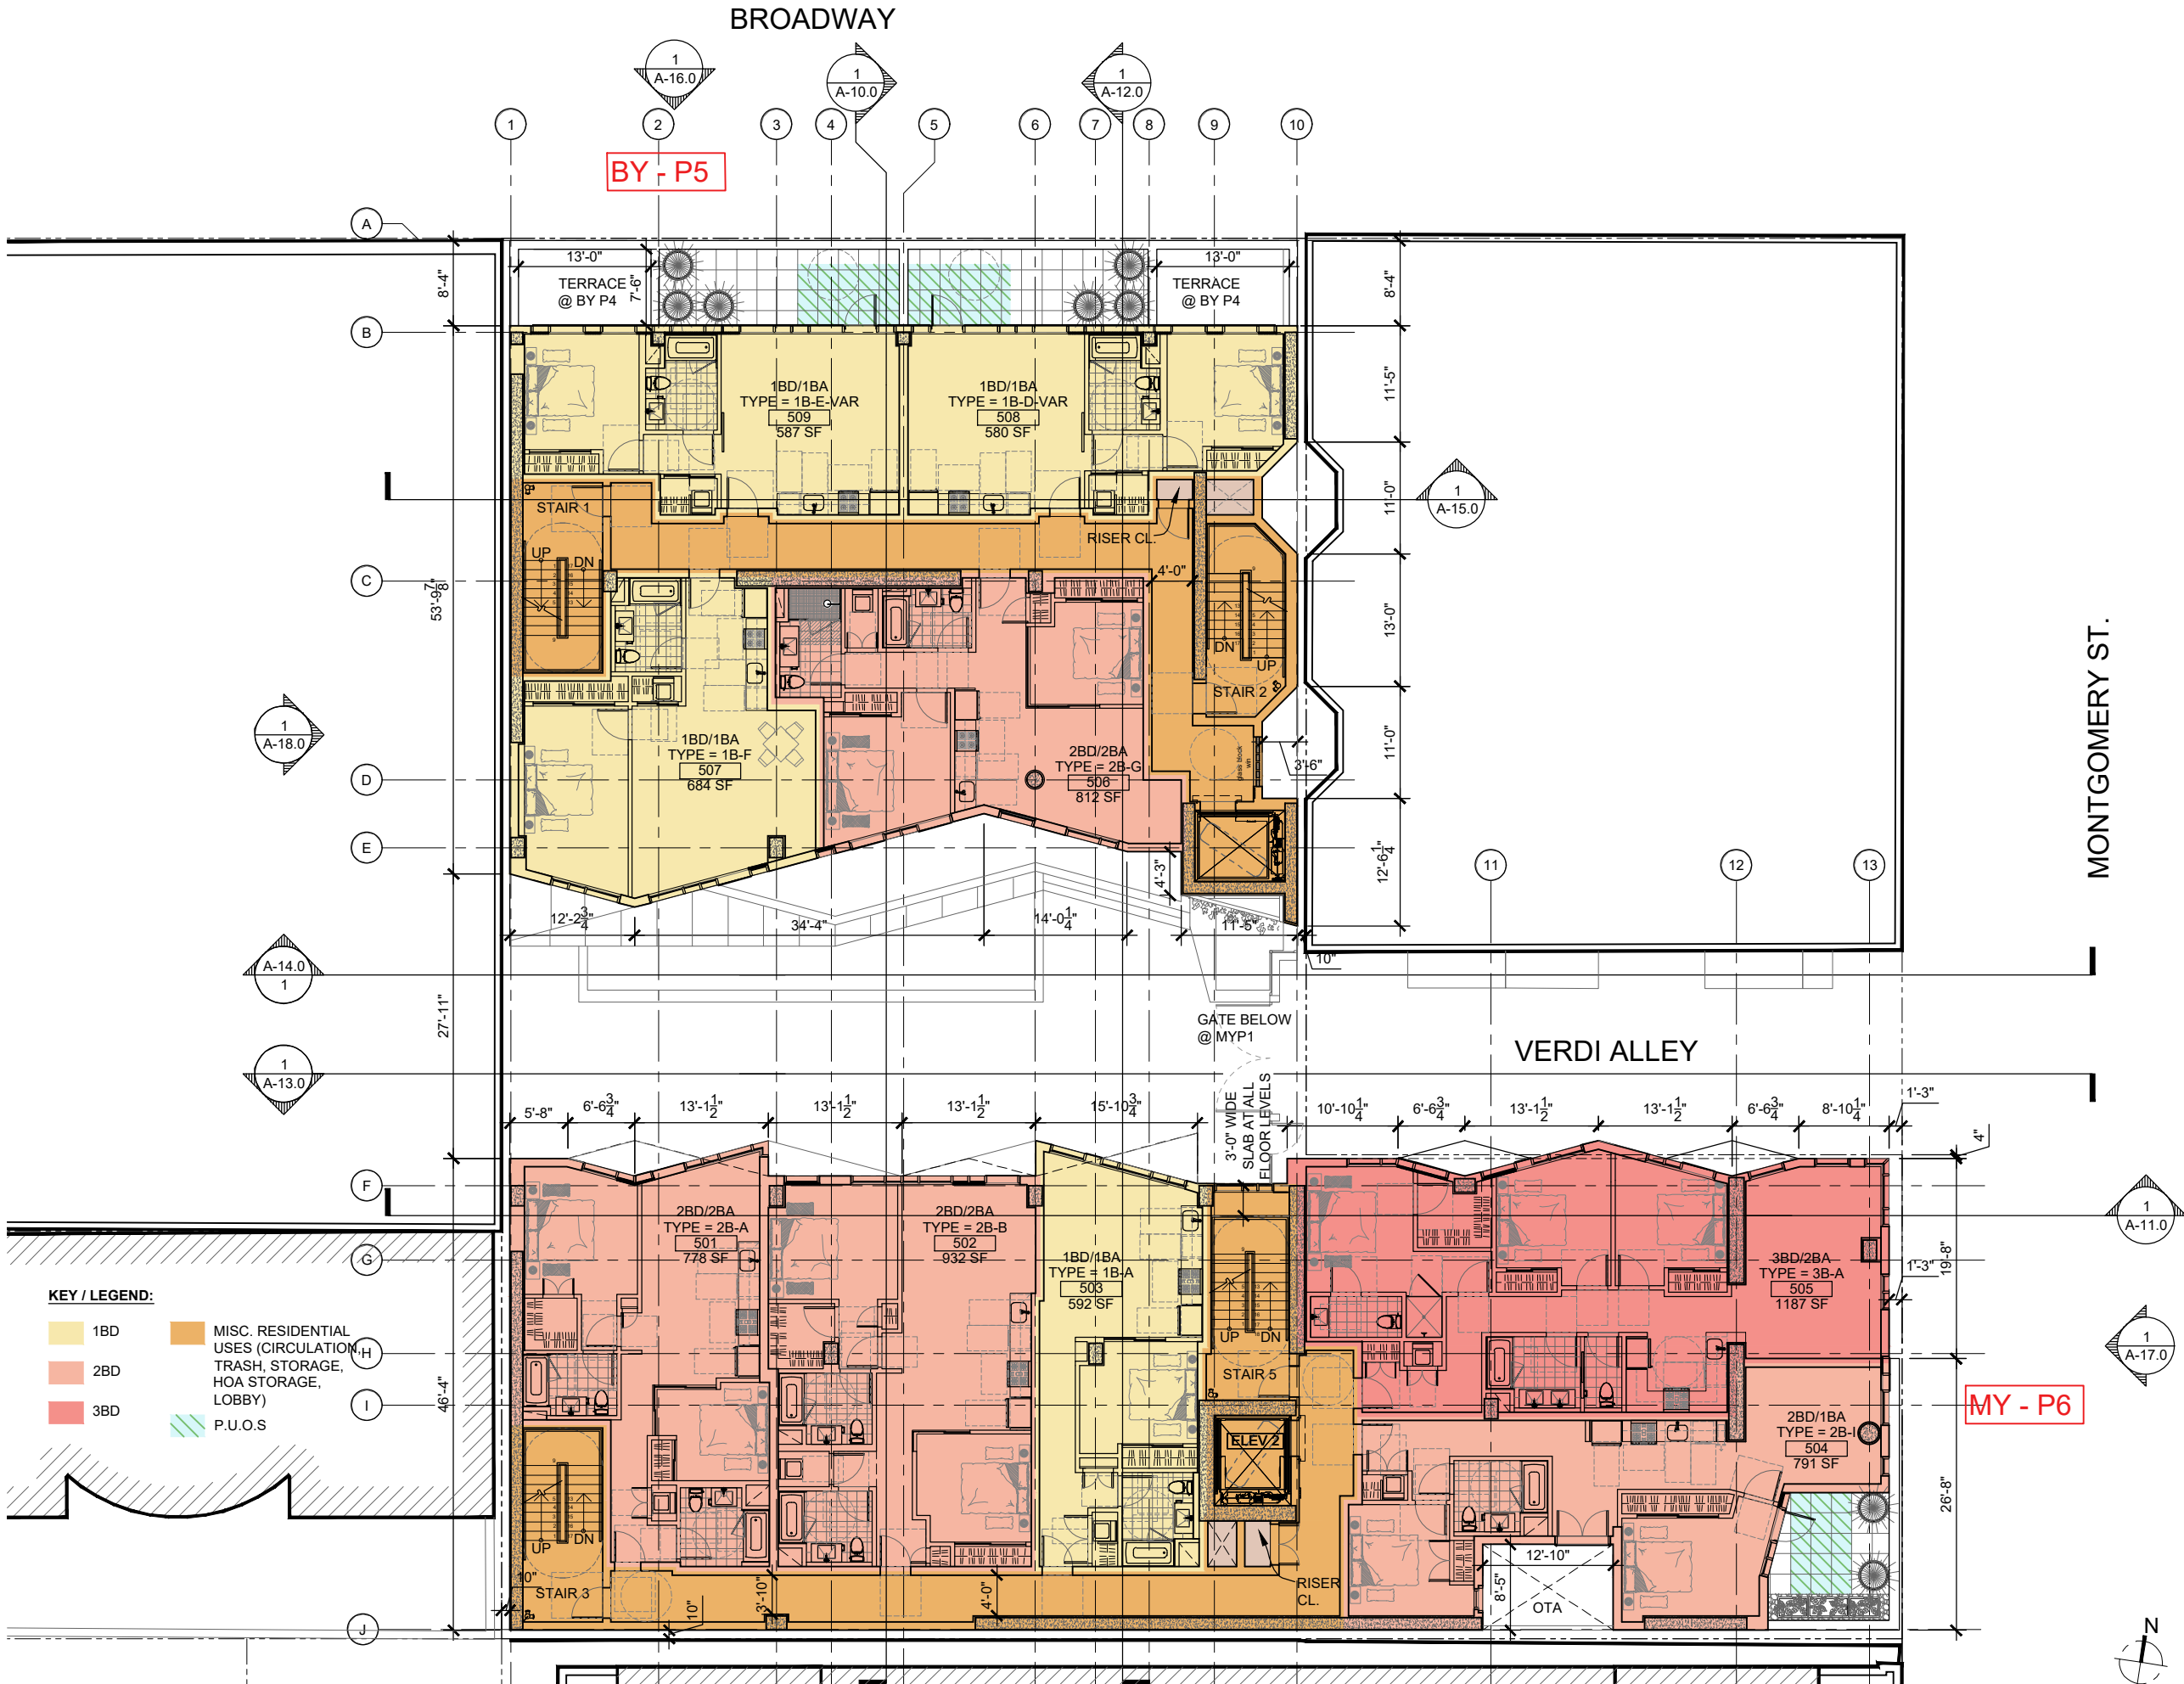 BROADWAY
1
A-16.0
1
A-10.0
1
A-12.0
1
2
3
4
5
6
7
8
9
10
BY - P5
A
13'-0"
13'-0"
TERRACE
@ BY P4
7'-6"
TERRACE
@ BY P4
8'-4"
8'-4"
B
1BD/1BA
TYPE = 1B-E-VAR
509
587 SF
1BD/1BA
TYPE = 1B-D-VAR
508
580 SF
11'-5"
STAIR 1
UP
DN
RISER CL.
11'-0"
1
A-15.0
C
53'-9 7/8"
4'-0"
13'-0"
DN
UP
STAIR 2
MONTGOMERY ST.
1
A-18.0
1BD/1BA
TYPE = 1B-F
507
684 SF
2BD/2BA
TYPE = 2B-G
506
812 SF
glass block
11'-0"
3'-6"
D
E
12'-6 1/4"
4'-3"
11
12
13
12'-2 3/4"
34'-4"
14'-0 1/4"
11'-5"
10"
A-14.0
1
27'-11"
GATE BELOW
@ MYP1
VERDI ALLEY
1
A-13.0
3'-0" WIDE
SLAB AT ALL
FLOOR LEVELS
5'-8"
6'-6 3/4"
13'-1 1/2"
13'-1 1/2"
13'-1 1/2"
15'-10 3/4"
10'-10 1/4"
6'-6 3/4"
13'-1 1/2"
13'-1 1/2"
6'-6 3/4"
8'-10 1/4"
1'-3"
4"
F
2BD/2BA
TYPE = 2B-A
501
778 SF
2BD/2BA
TYPE = 2B-B
502
932 SF
1BD/1BA
TYPE = 1B-A
503
592 SF
3BD/2BA
TYPE = 3B-A
505
1187 SF
1
A-11.0
G
19'-8"
1'-3"
KEY / LEGEND:
1BD
2BD
3BD
MISC. RESIDENTIAL
USES (CIRCULATION,
TRASH, STORAGE,
HOA STORAGE,
LOBBY)
P.U.O.S
H
I
46'-4"
UP
DN
STAIR 5
1
A-17.0
MY - P6
ELEV 2
2BD/1BA
TYPE = 2B-I
504
791 SF
26'-8"
UP
DN
STAIR 3
10"
10"
3'-10"
4'-0"
RISER
CL.
12'-10"
8'-5"
OTA
J
N